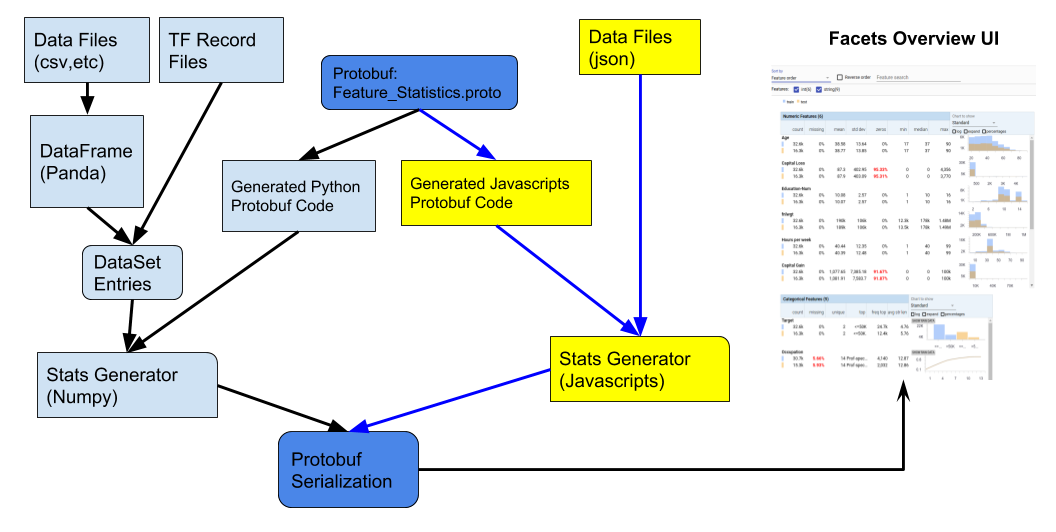 Data Files
(csv,etc)
TF Record
Files
Protobuf:
Feature_Statistics.proto
Data Files
(json)
Facets Overview UI
DataFrame
(Panda)
Generated Python
Protobuf Code
Generated Javascripts
Protobuf Code
DataSet
Entries
Stats Generator
(Numpy)
Stats Generator
(Javascripts)
Protobuf
Serialization
Sort by
Feature order
Reverse order
Feature search
Features: int(6) string(9)
train test
Numeric Features (6)
count missing mean std dev zeros min median max
Chart to show
Standard
log expand percentages
Age
32.6k 0% 38.58 13.64 0% 17 37 90
16.3k 0% 38.77 13.85 0% 17 37 90
Capital Loss
32.6k 0% 87.3 402.95 95.33% 0 0 4,356
16.3k 0% 87.9 403.09 95.31% 0 0 3,770
Education-Num
32.6k 0% 10.08 2.57 0% 1 10 16
16.3k 0% 10.07 2.57 0% 1 10 16
fnlwgt
32.6k 0% 190k 106k 0% 12.3k 178k 1.48M
16.3k 0% 189k 106k 0% 13.5k 178k 1.49M
Hours per week
32.6k 0% 40.44 12.35 0% 1 40 99
16.3k 0% 40.39 12.48 0% 1 40 99
Capital Gain
32.6k 0% 1,077.65 7,385.18 91.67% 0 0 100k
16.3k 0% 1,081.91 7,583.7 91.87% 0 0 100k
Categorical Features (9)
count missing unique top freq top avg str len
Chart to show
Standard
log expand percentages
Target
32.6k 0% 2 <=50K 24.7k 4.76
16.3k 0% 2 <=50K. 12.4k 5.76
Occupation
30.7k 5.66% 14 Prof-spec... 4,140 12.87
15.3k 5.93% 14 Prof-spec... 2,032 12.86